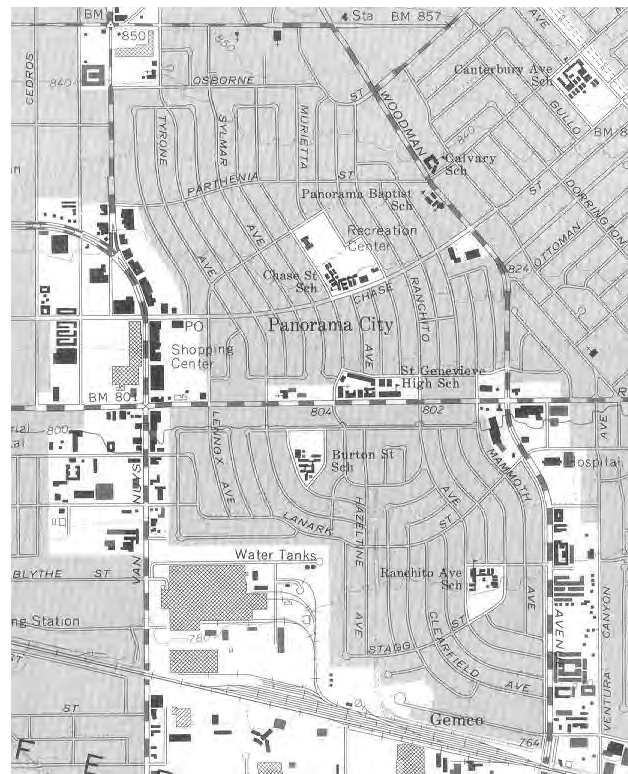 BM
850
Sta
BM 857
AVE
840
CEDROS
OSBORNE
850
ST
WOODMAN
Canterbury Ave
Sch
GULLO
840
BM 8
TYRONE
SYLMAR
MURIETTA
PARTHENIA
ST
Calvary
Sch
Panorama Baptist
Sch
ST
DORRINGTON
OTTOMAN
AVE
AVE
Recreation
Center
824
Chase St
Sch
CHASE
RANCHITO
PO
Panorama City
Shopping
Center
AVE
St Genevieve
High Sch
BM 801
804
802
AVE
800
LENNOX
AVE
NUYS
VAN
Burton St
Sch
LANARK
HAZELTINE
AVE
AVE
ST
MAMMOTH
AVE
Hospital
BLYTHE ST
Water Tanks
Ranchito Ave
Sch
ng Station
780
STAGG
ST
CLEARFIELD
AVE
AVENUE
VENTURA CANYON
ST
ST
Gemco
764
F
E